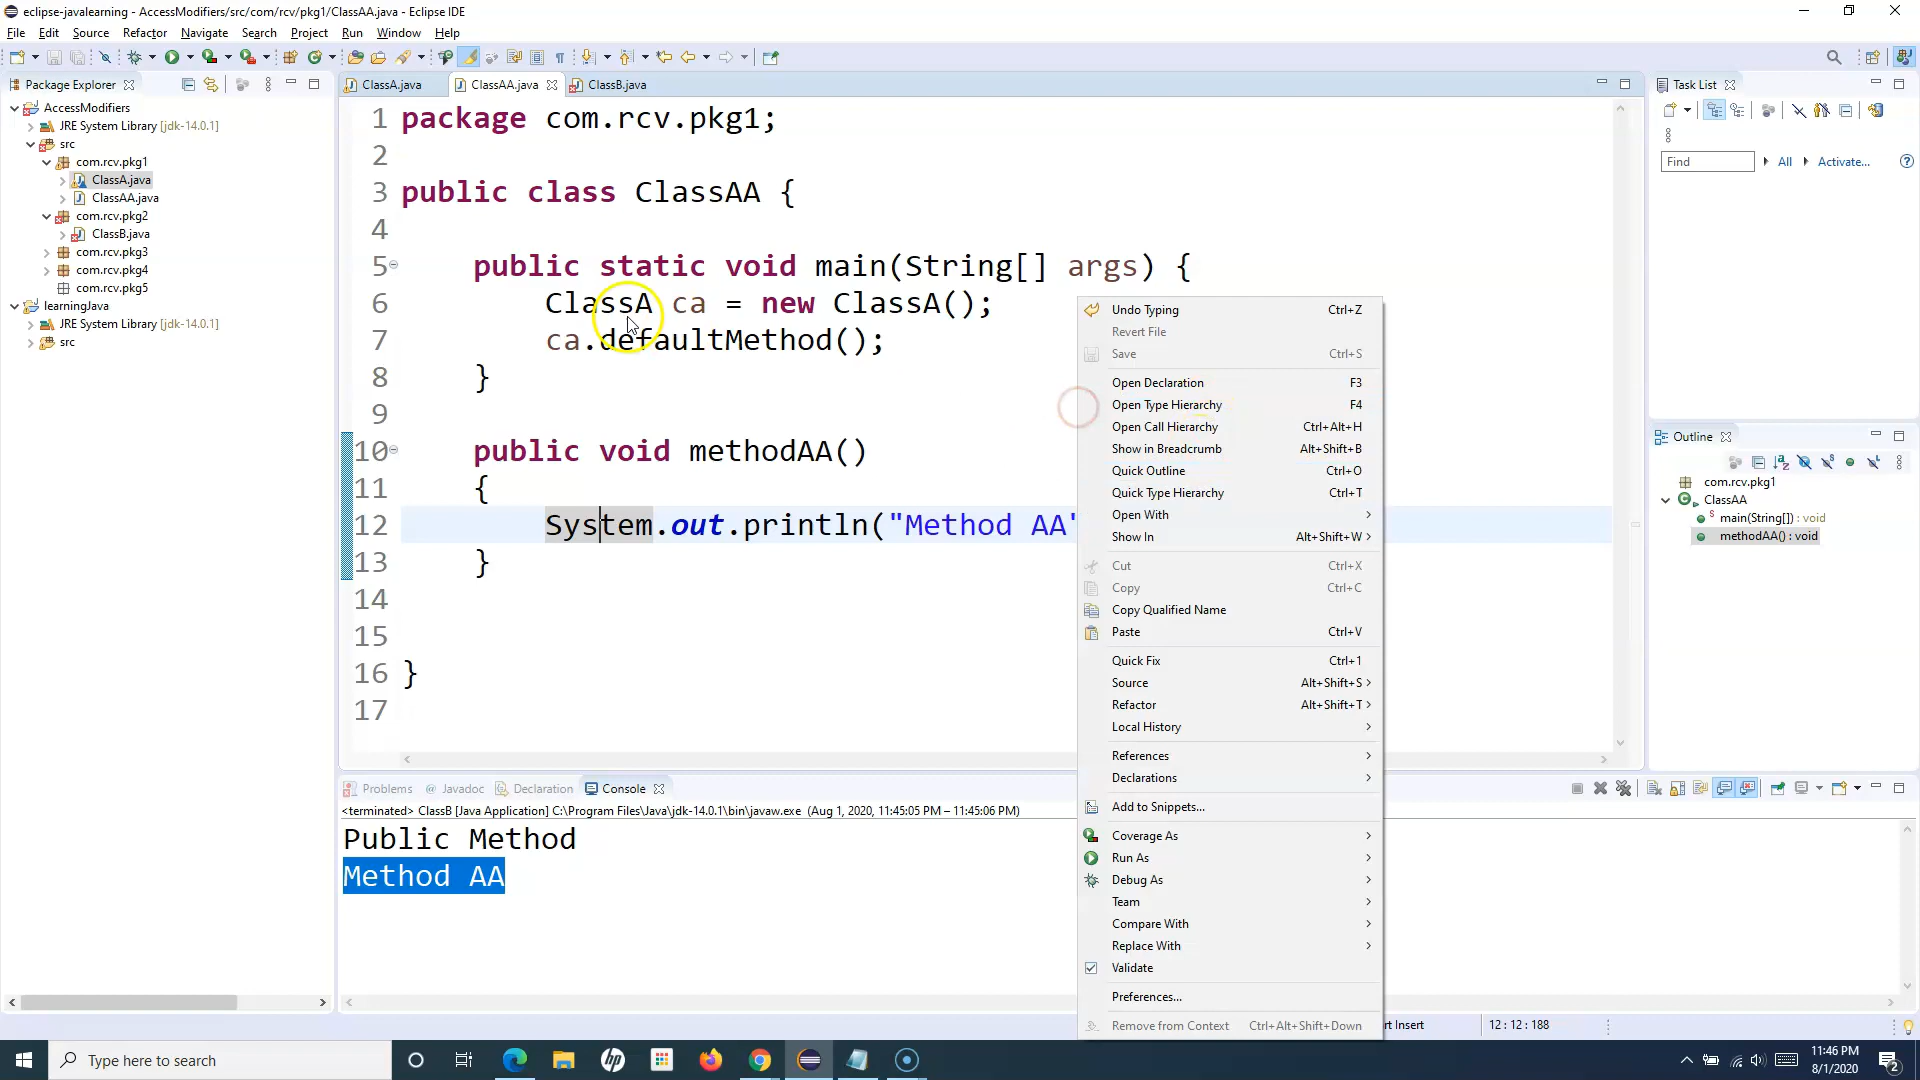 eclipse-javalearning - AccessModifiers/src/com/rcv/pkg1/ClassAA.java - Eclipse IDE
File Edit Source Refactor Navigate Search Project Run Window Help
Package Explorer
AccessModifiers
JRE System Library [jdk-14.0.1]
src
com.rcv.pkg1
ClassA.java
ClassAA.java
com.rcv.pkg2
ClassB.java
com.rcv.pkg3
com.rcv.pkg4
com.rcv.pkg5
learningJava
JRE System Library [jdk-14.0.1]
src
ClassA.java ClassAA.java ClassB.java
1 package com.rcv.pkg1;
2
3 public class ClassAA {
4
5 public static void main(String[] args) {
6 ClassA ca = new ClassA();
7 ca.defaultMethod();
8 }
9
10 public void methodAA()
11 {
12 System.out.println("Method AA"
13 }
14
15
16 }
17
Undo Typing Ctrl+Z
Revert File
Save Ctrl+S
Open Declaration F3
Open Type Hierarchy F4
Open Call Hierarchy Ctrl+Alt+H
Show in Breadcrumb Alt+Shift+B
Quick Outline Ctrl+O
Quick Type Hierarchy Ctrl+T
Open With
Show In Alt+Shift+W
Cut Ctrl+X
Copy Ctrl+C
Copy Qualified Name
Paste Ctrl+V
Quick Fix Ctrl+1
Source Alt+Shift+S
Refactor Alt+Shift+T
Local History
References
Declarations
Add to Snippets...
Coverage As
Run As
Debug As
Team
Compare With
Replace With
Validate
Preferences...
Remove from Context Ctrl+Alt+Shift+Down
Task List
Find All Activate...
Outline
com.rcv.pkg1
ClassAA
main(String[]) : void
methodAA() : void
Problems Javadoc Declaration Console
<terminated> ClassB [Java Application] C:\Program Files\Java\jdk-14.0.1\bin\javaw.exe (Aug 1, 2020, 11:45:05 PM – 11:45:06 PM)
Public Method
Method AA
rt Insert 12 : 12 : 188
Type here to search
hp
11:46 PM
8/1/2020
2